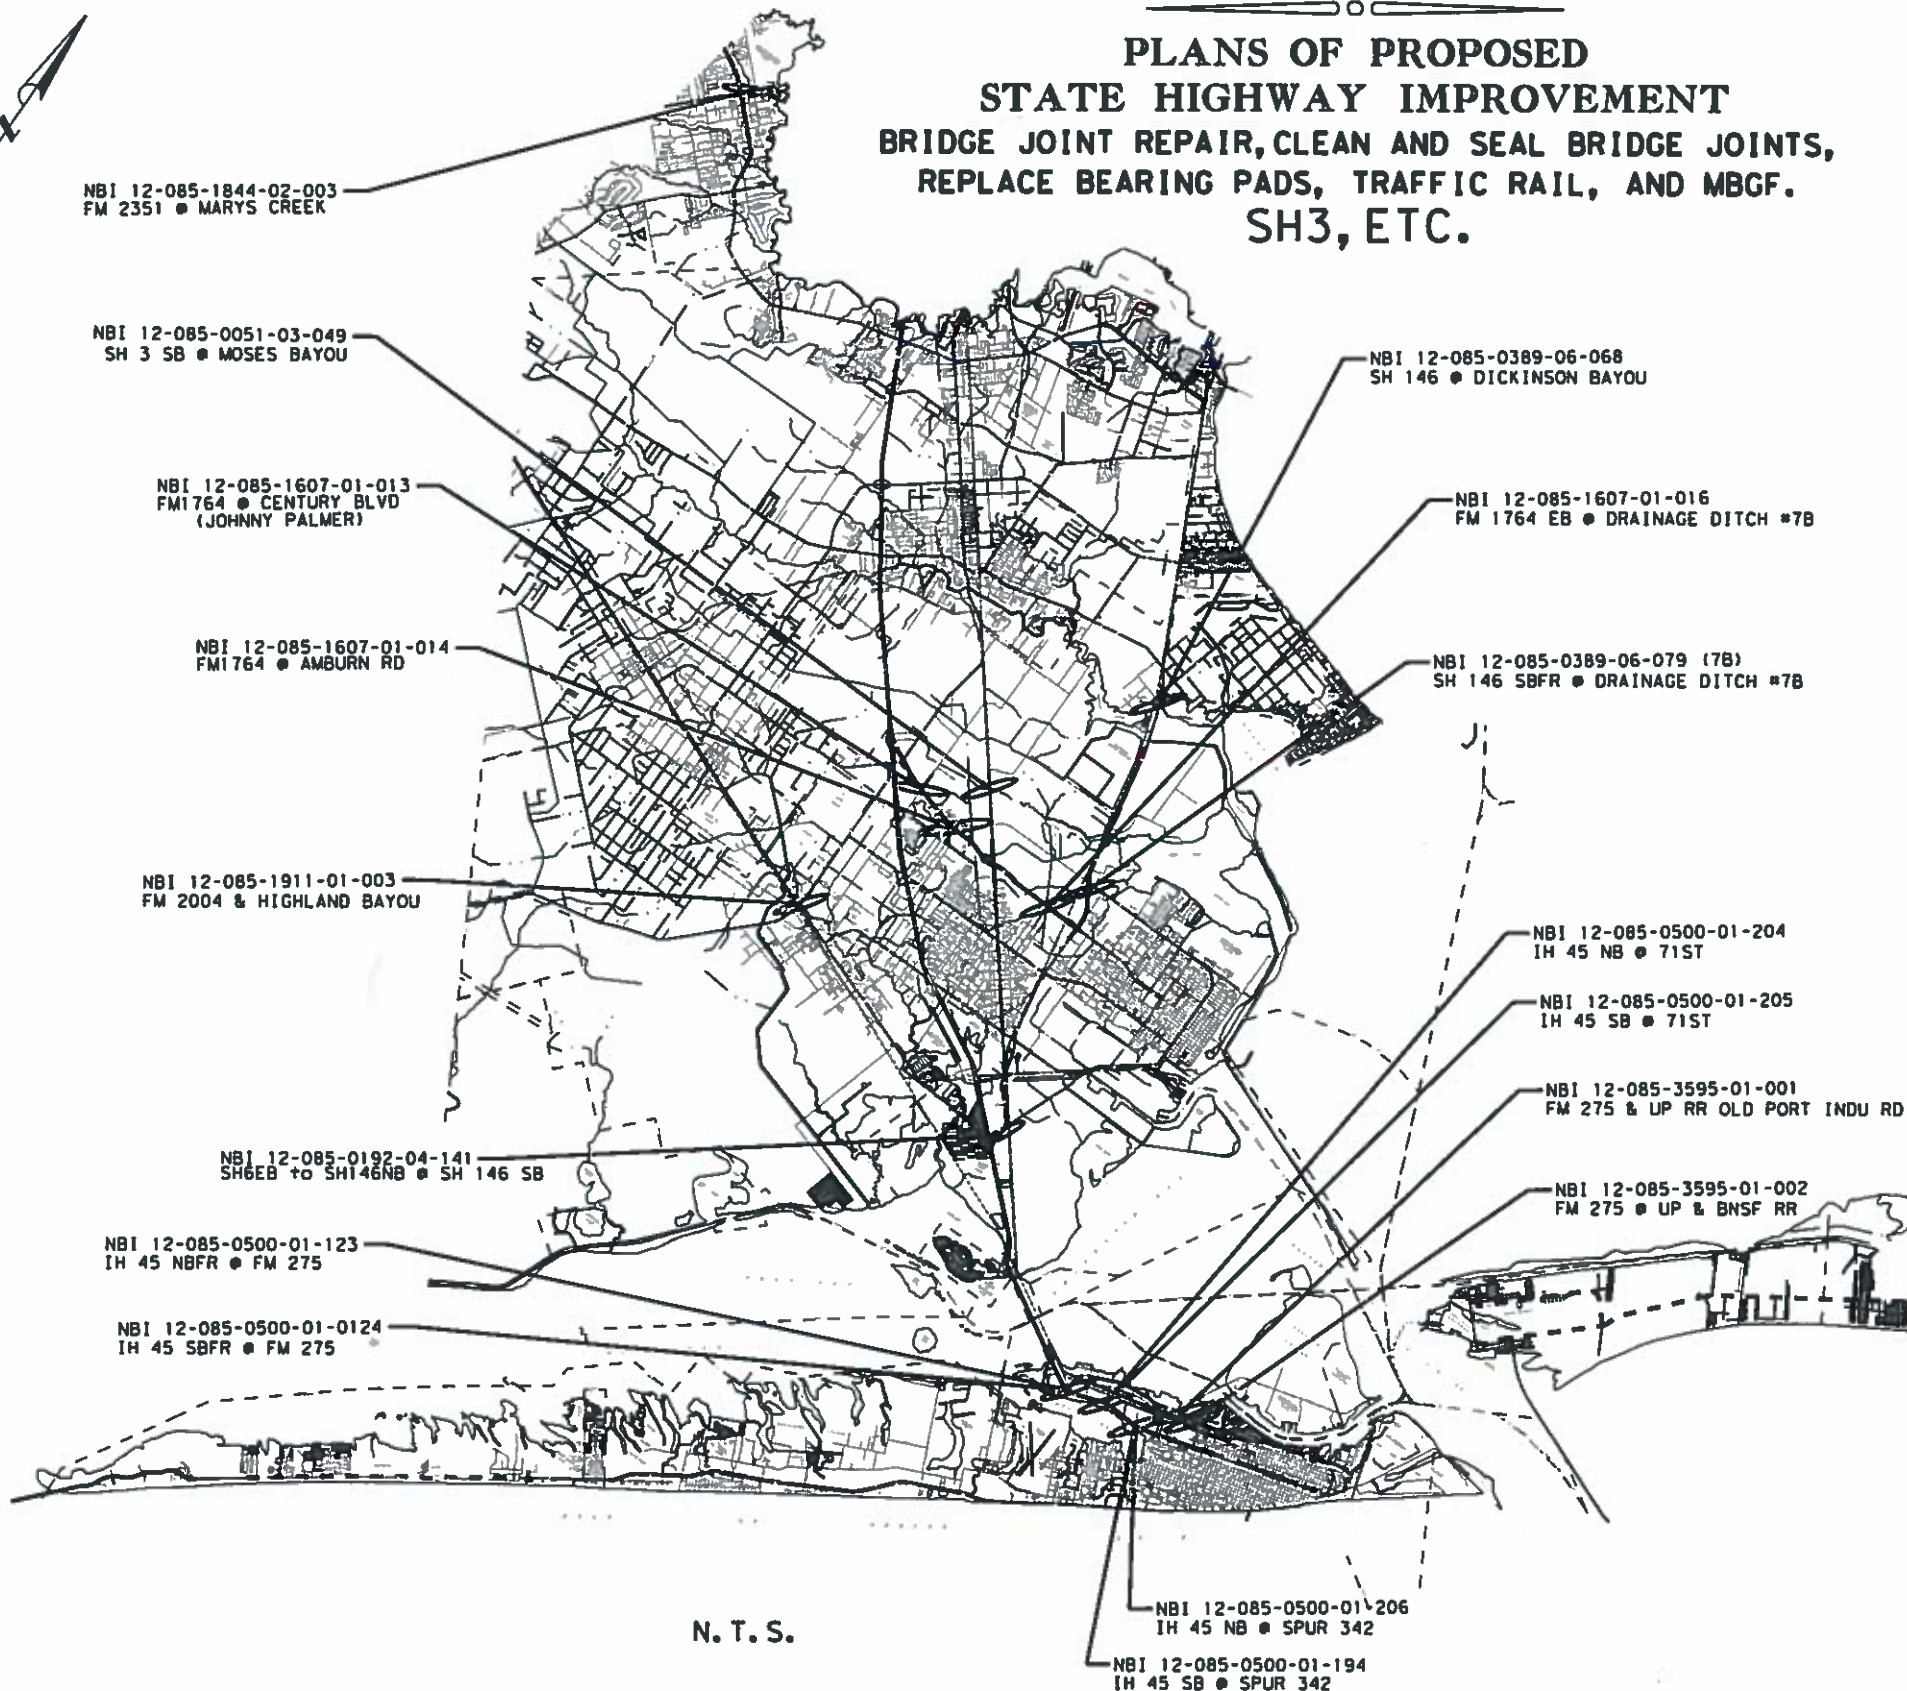 PLANS OF PROPOSED
STATE HIGHWAY IMPROVEMENT
BRIDGE JOINT REPAIR, CLEAN AND SEAL BRIDGE JOINTS,
REPLACE BEARING PADS, TRAFFIC RAIL, AND MBGF.
SH3, ETC.
NBI 12-085-1844-02-003
FM 2351 @ MARYS CREEK
NBI 12-085-0051-03-049
SH 3 SB @ MOSES BAYOU
NBI 12-085-1607-01-013
FM1764 @ CENTURY BLVD
(JOHNNY PALMER)
NBI 12-085-1607-01-014
FM1764 @ AMBURN RD
NBI 12-085-1911-01-003
FM 2004 & HIGHLAND BAYOU
NBI 12-085-0192-04-141
SH6EB to SH146NB @ SH 146 SB
NBI 12-085-0500-01-123
IH 45 NBFR @ FM 275
NBI 12-085-0500-01-0124
IH 45 SBFR @ FM 275
NBI 12-085-0389-06-068
SH 146 @ DICKINSON BAYOU
NBI 12-085-1607-01-016
FM 1764 EB @ DRAINAGE DITCH #7B
NBI 12-085-0389-06-079 (7B)
SH 146 SBFR @ DRAINAGE DITCH #7B
NBI 12-085-0500-01-204
IH 45 NB @ 71ST
NBI 12-085-0500-01-205
IH 45 SB @ 71ST
NBI 12-085-3595-01-001
FM 275 & UP RR OLD PORT INDU RD
NBI 12-085-3595-01-002
FM 275 @ UP & BNSF RR
NBI 12-085-0500-01-206
IH 45 NB @ SPUR 342
NBI 12-085-0500-01-194
IH 45 SB @ SPUR 342
N.T.S.